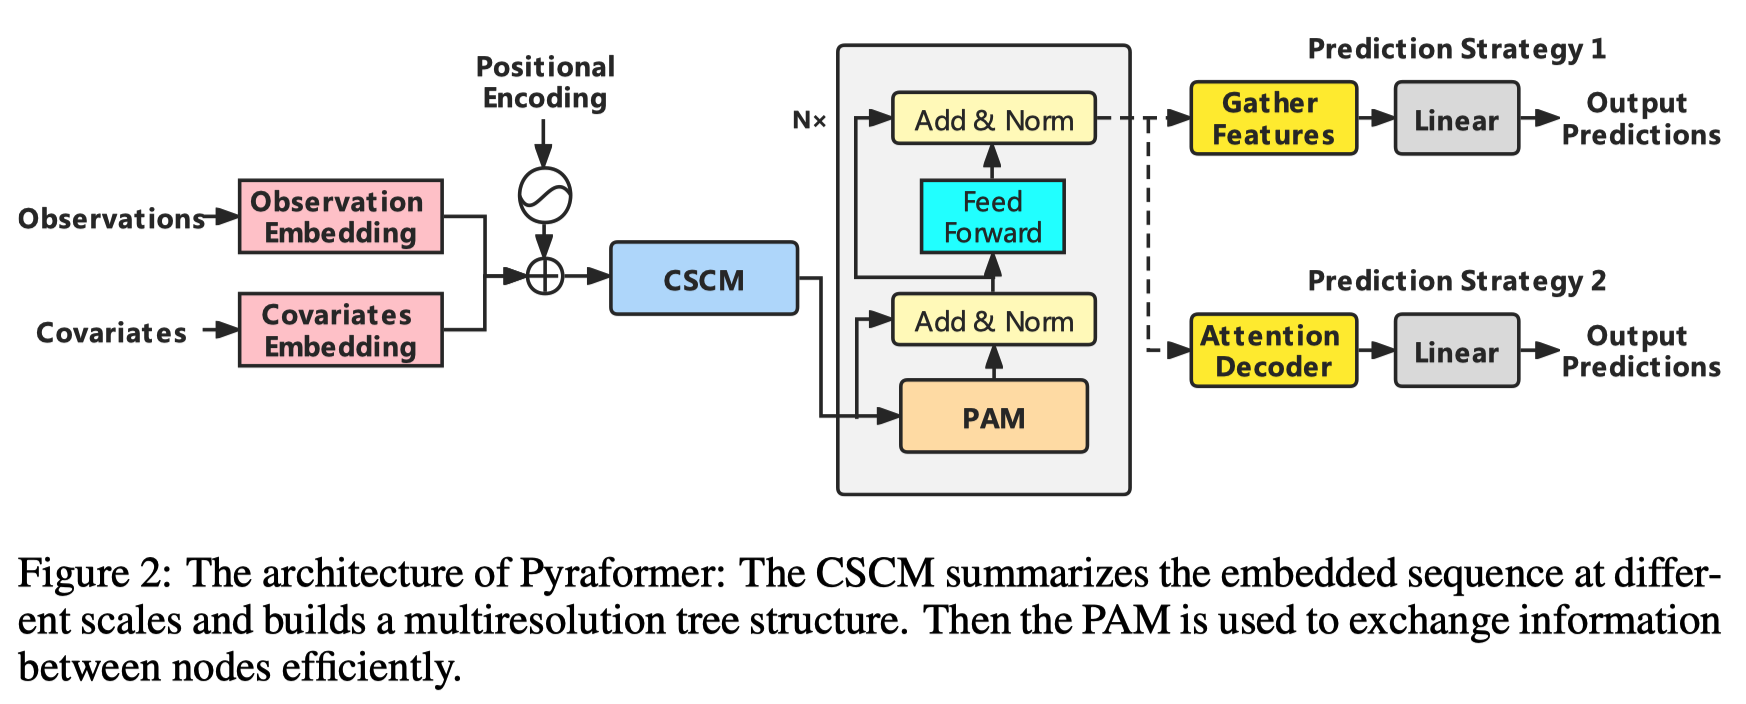 Positional
Encoding
Observations
Observation
Embedding
Covariates
Covariates
Embedding
CSCM
N×
Add & Norm
Feed
Forward
Add & Norm
PAM
Prediction Strategy 1
Gather
Features
Linear
Output
Predictions
Prediction Strategy 2
Attention
Decoder
Linear
Output
Predictions
Figure 2: The architecture of Pyraformer: The CSCM summarizes the embedded sequence at differ-
ent scales and builds a multiresolution tree structure. Then the PAM is used to exchange information
between nodes efficiently.